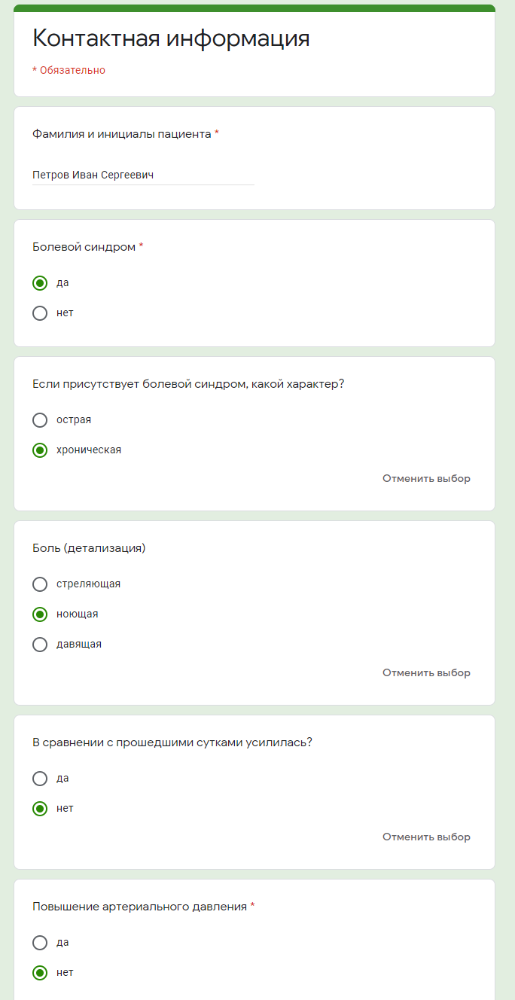 Контактная информация
* Обязательно
Фамилия и инициалы пациента *
Петров Иван Сергеевич
Болевой синдром *
да
нет
Если присутствует болевой синдром, какой характер?
острая
хроническая
Отменить выбор
Боль (детализация)
стреляющая
ноющая
давящая
Отменить выбор
В сравнении с прошедшими сутками усилилась?
да
нет
Отменить выбор
Повышение артериального давления *
да
нет